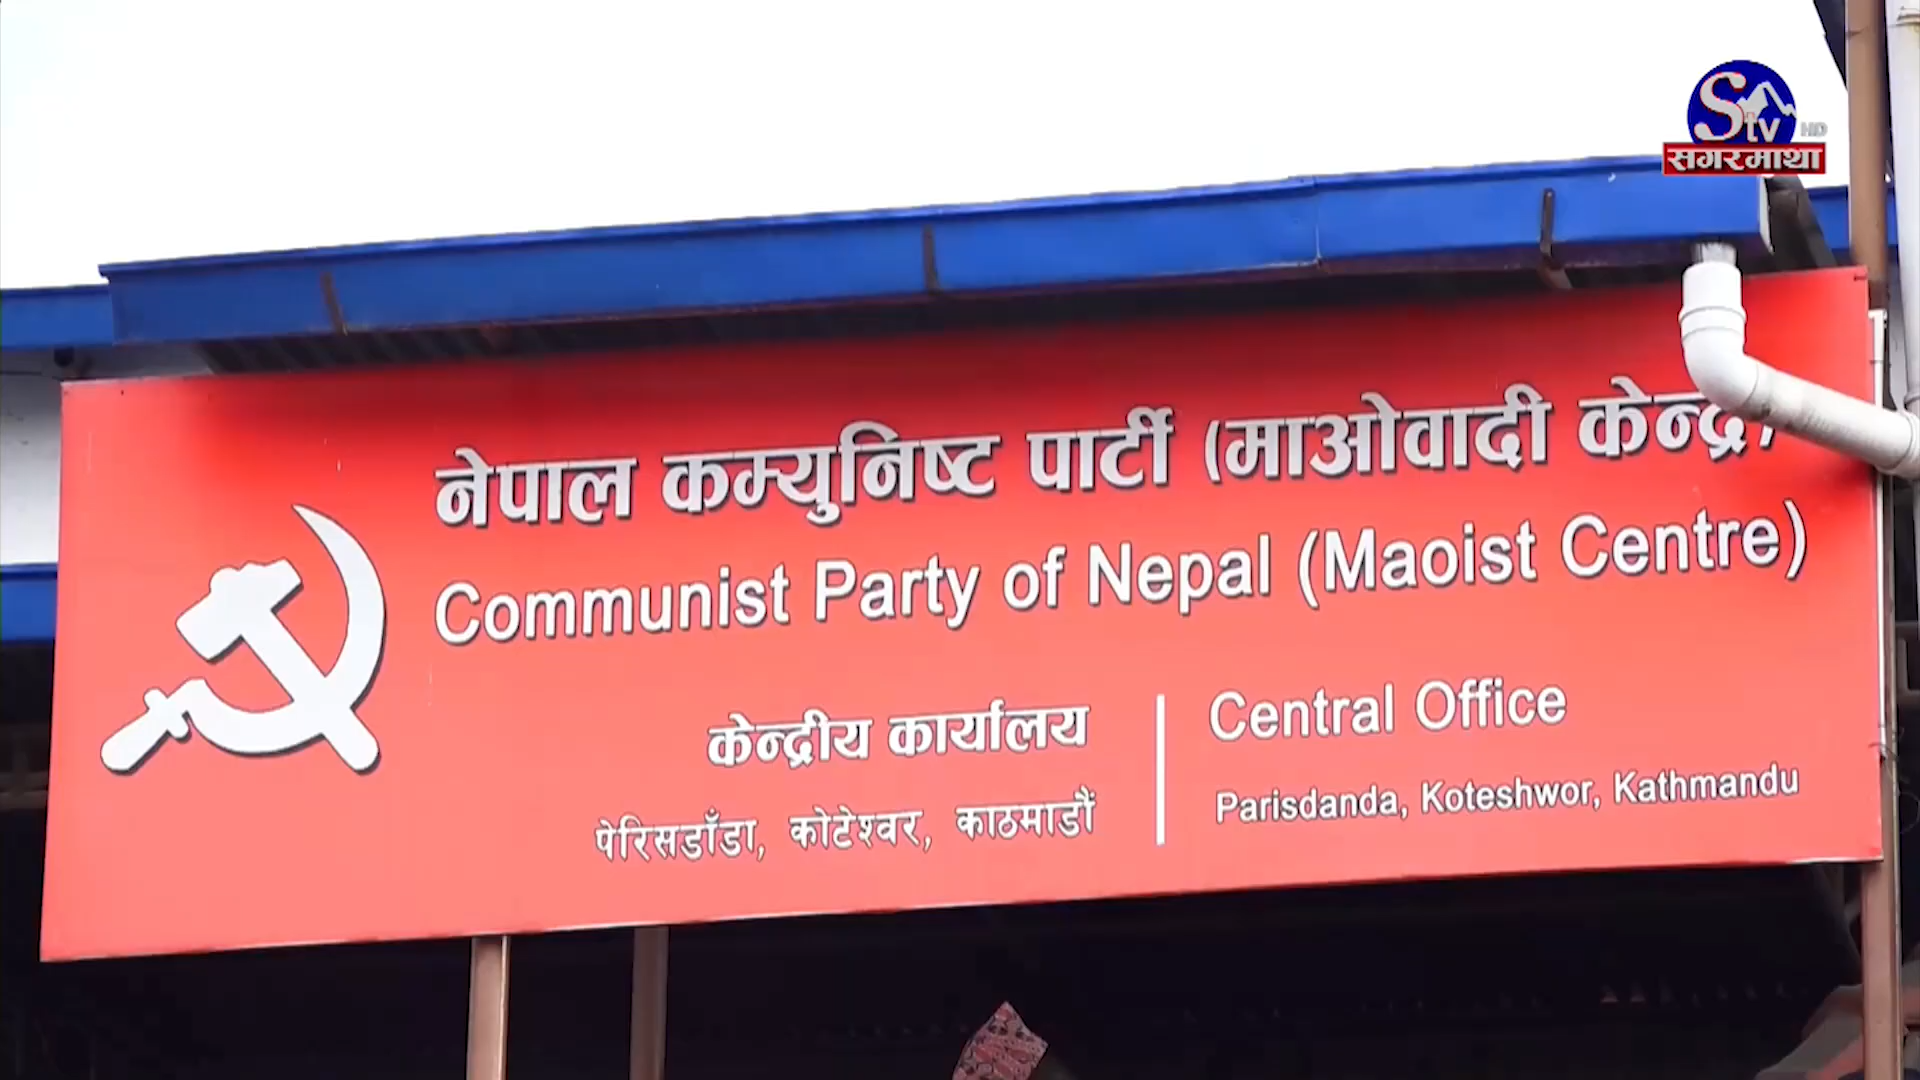 Stv HD
सगरमाथा
नेपाल कम्युनिष्ट पार्टी (माओवादी केन्द्र)
Communist Party of Nepal (Maoist Centre)
केन्द्रीय कार्यालय
पेरिसडाँडा, कोटेश्वर, काठमाडौं
Central Office
Parisdanda, Koteshwor, Kathmandu